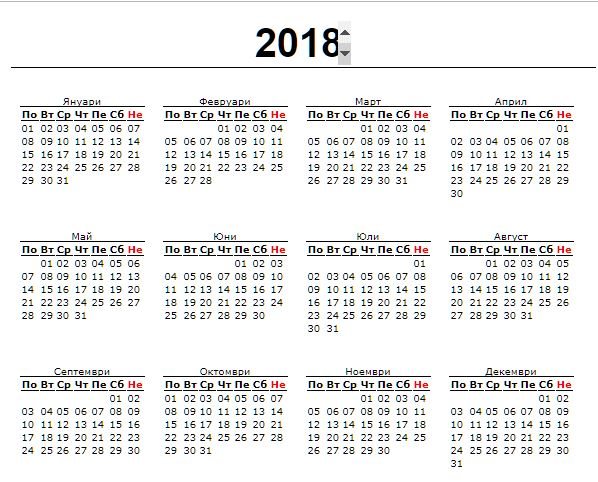 2018
Януари
По Вт Ср Чт Пе Сб Не
01 02 03 04 05 06 07
08 09 10 11 12 13 14
15 16 17 18 19 20 21
22 23 24 25 26 27 28
29 30 31
Февруари
По Вт Ср Чт Пе Сб Не
01 02 03 04
05 06 07 08 09 10 11
12 13 14 15 16 17 18
19 20 21 22 23 24 25
26 27 28
Март
По Вт Ср Чт Пе Сб Не
01 02 03 04
05 06 07 08 09 10 11
12 13 14 15 16 17 18
19 20 21 22 23 24 25
26 27 28 29 30 31
Април
По Вт Ср Чт Пе Сб Не
01
02 03 04 05 06 07 08
09 10 11 12 13 14 15
16 17 18 19 20 21 22
23 24 25 26 27 28 29
30
Май
По Вт Ср Чт Пе Сб Не
01 02 03 04 05 06
07 08 09 10 11 12 13
14 15 16 17 18 19 20
21 22 23 24 25 26 27
28 29 30 31
Юни
По Вт Ср Чт Пе Сб Не
01 02 03
04 05 06 07 08 09 10
11 12 13 14 15 16 17
18 19 20 21 22 23 24
25 26 27 28 29 30
Юли
По Вт Ср Чт Пе Сб Не
01
02 03 04 05 06 07 08
09 10 11 12 13 14 15
16 17 18 19 20 21 22
23 24 25 26 27 28 29
30 31
Август
По Вт Ср Чт Пе Сб Не
01 02 03 04 05
06 07 08 09 10 11 12
13 14 15 16 17 18 19
20 21 22 23 24 25 26
27 28 29 30 31
Септември
По Вт Ср Чт Пе Сб Не
01 02
03 04 05 06 07 08 09
10 11 12 13 14 15 16
17 18 19 20 21 22 23
24 25 26 27 28 29 30
Октомври
По Вт Ср Чт Пе Сб Не
01 02 03 04 05 06 07
08 09 10 11 12 13 14
15 16 17 18 19 20 21
22 23 24 25 26 27 28
29 30 31
Ноември
По Вт Ср Чт Пе Сб Не
01 02 03 04
05 06 07 08 09 10 11
12 13 14 15 16 17 18
19 20 21 22 23 24 25
26 27 28 29 30
Декември
По Вт Ср Чт Пе Сб Не
01 02
03 04 05 06 07 08 09
10 11 12 13 14 15 16
17 18 19 20 21 22 23
24 25 26 27 28 29 30
31